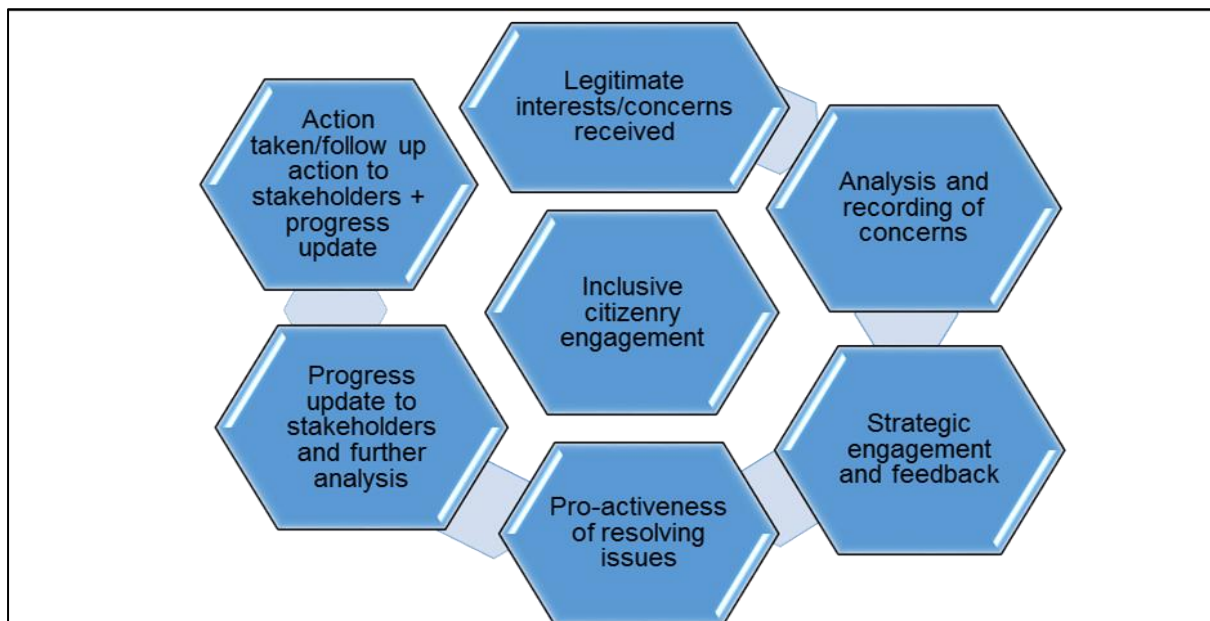 Legitimate
interests/concerns
received
Analysis and
recording of
concerns
Strategic
engagement
and feedback
Pro-activeness
of resolving
issues
Progress
update to
stakeholders
and further
analysis
Action
taken/follow up
action to
stakeholders +
progress
update
Inclusive
citizenry
engagement